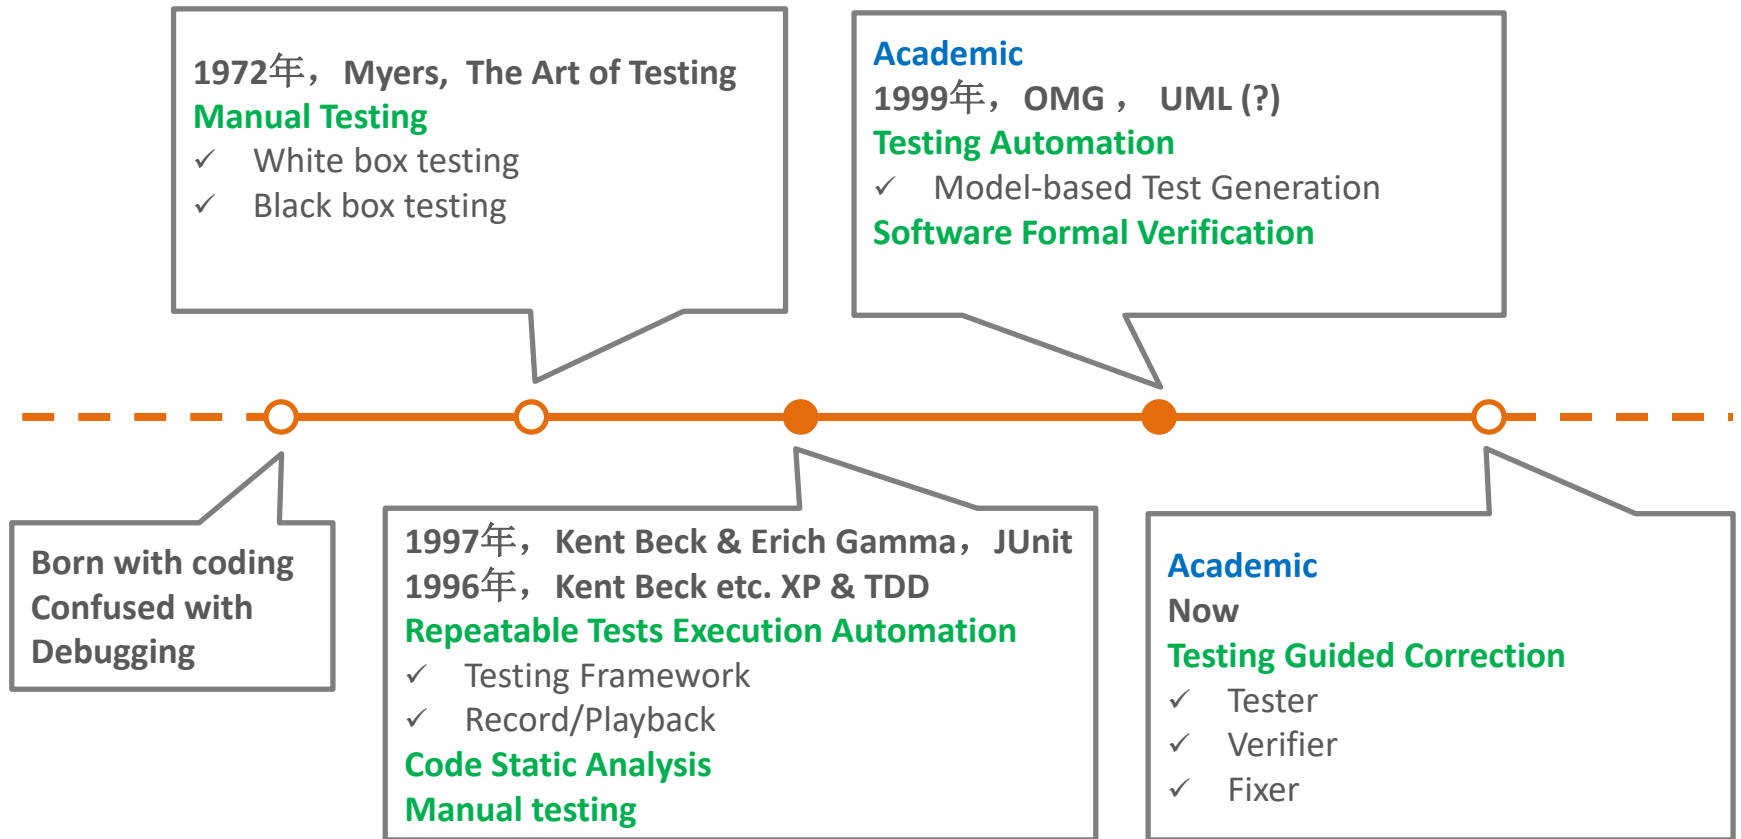 1972年，Myers, The Art of Testing
Manual Testing
✓ White box testing
✓ Black box testing
Academic
1999年，OMG ， UML (?)
Testing Automation
✓ Model-based Test Generation
Software Formal Verification
Born with coding
Confused with
Debugging
1997年，Kent Beck & Erich Gamma，JUnit
1996年，Kent Beck etc. XP & TDD
Repeatable Tests Execution Automation
✓ Testing Framework
✓ Record/Playback
Code Static Analysis
Manual testing
Academic
Now
Testing Guided Correction
✓ Tester
✓ Verifier
✓ Fixer